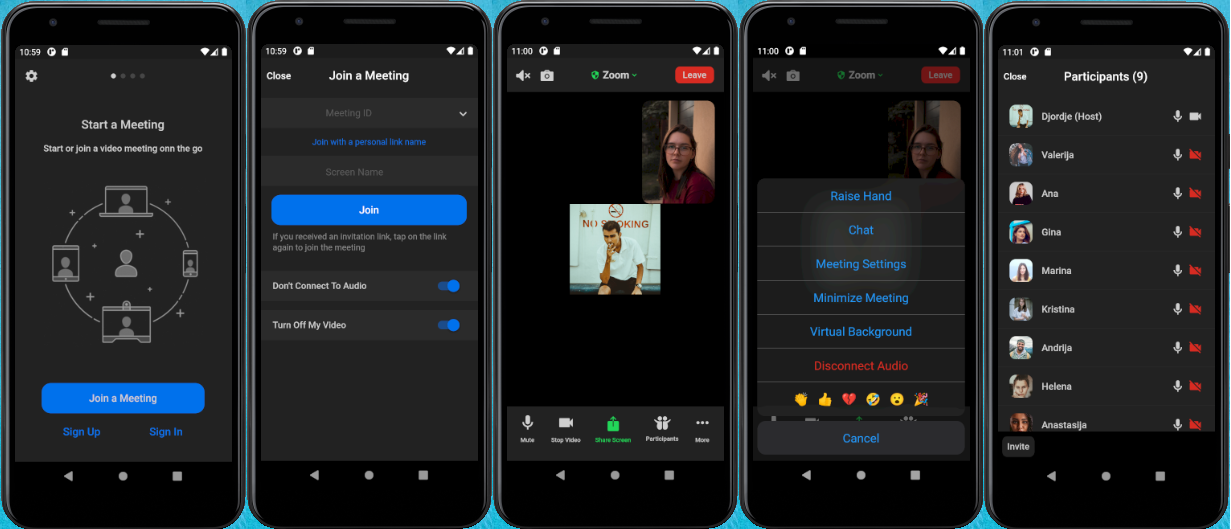 10:59
Start a Meeting
Start or join a video meeting onn the go
Join a Meeting
Sign Up
Sign In
10:59
Close
Join a Meeting
Meeting ID
Join with a personal link name
Screen Name
Join
If you received an invitation link, tap on the link
again to join the meeting
Don't Connect To Audio
Turn Off My Video
11:00
Zoom
Leave
NO SMOKING
Mute
Stop Video
Share Screen
Participants
More
11:00
Zoom
Leave
Raise Hand
Chat
Meeting Settings
Minimize Meeting
Virtual Background
Disconnect Audio
Cancel
11:01
Close
Participants (9)
Djordje (Host)
Valerija
Ana
Gina
Marina
Kristina
Andrija
Helena
Anastasija
Invite